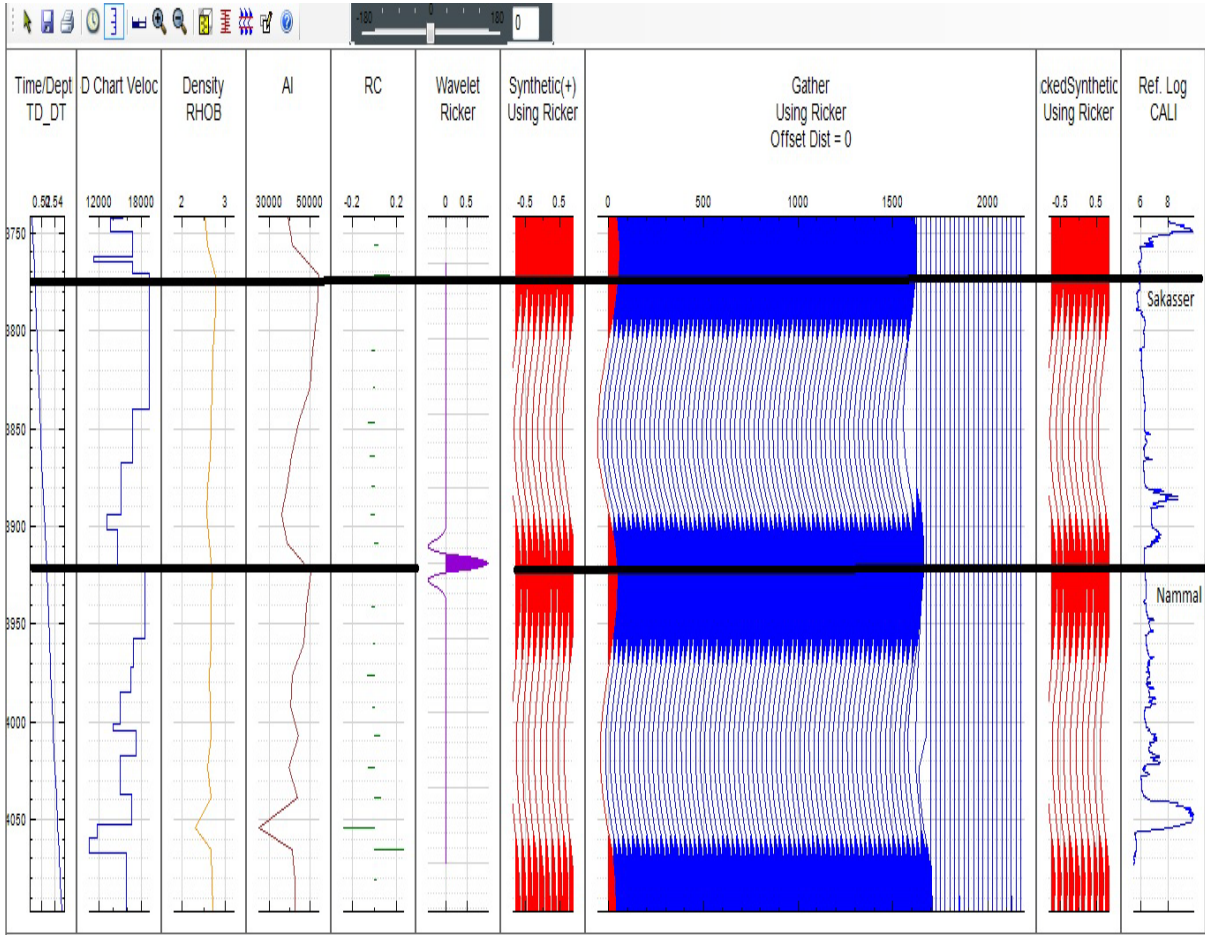 -180 0 180 0
Time/Dept
TD_DT
D Chart Veloc
Density
RHOB
AI
RC
Wavelet
Ricker
Synthetic(+)
Using Ricker
Gather
Using Ricker
Offset Dist = 0
ckedSynthetic
Using Ricker
Ref. Log
CALI
12000 18000 2 3 30000 50000 -0.2 0.2 0 0.5 -0.5 0.5 0 500 1000 1500 2000 -0.5 0.5 6 8
3750
Sakasser
3800
3850
3900
Nammal
3950
4000
4050